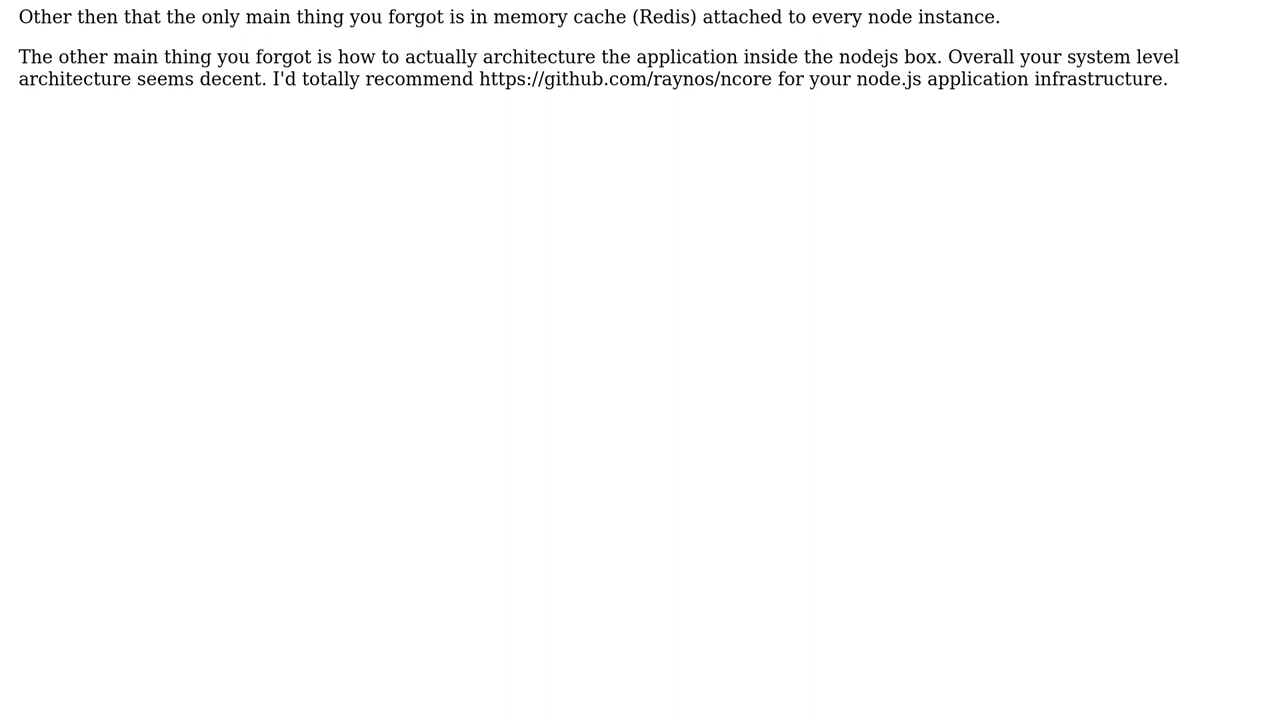 Other then that the only main thing you forgot is in memory cache (Redis) attached to every node instance.
The other main thing you forgot is how to actually architecture the application inside the nodejs box. Overall your system level
architecture seems decent. I'd totally recommend https://github.com/raynos/ncore for your node.js application infrastructure.